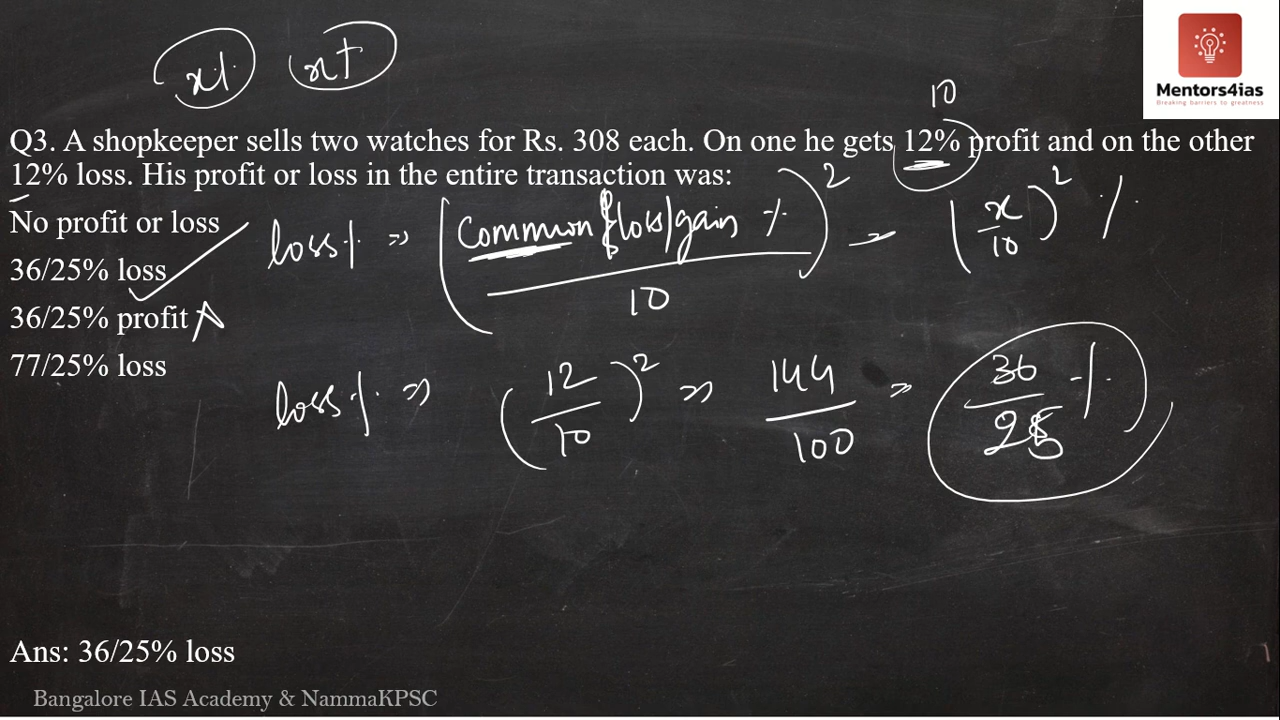 x% x%
Mentors4ias
Breaking barriers to greatness
10
Q3. A shopkeeper sells two watches for Rs. 308 each. On one he gets 12% profit and on the other
12% loss. His profit or loss in the entire transaction was:
No profit or loss
36/25% loss
36/25% profit
77/25% loss
loss% => (common loss/gain % / 10)² = (x/10)² %
loss% => (12/10)² => 144/100 => 36/25 %
Ans: 36/25% loss
Bangalore IAS Academy & NammaKPSC